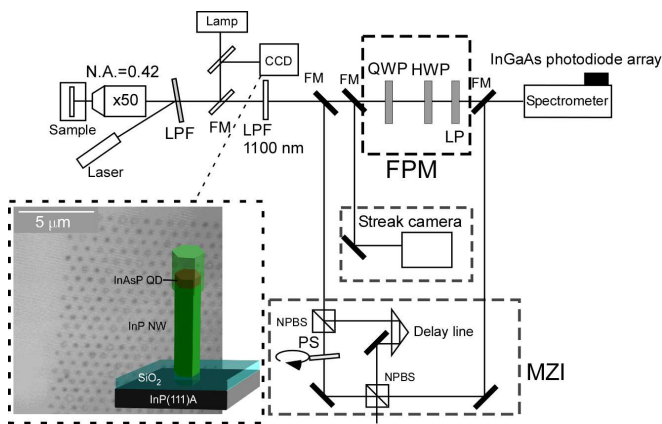 Lamp
CCD
N.A.=0.42
x50
Sample
Laser
LPF
FM
LPF
1100 nm
FM
FM
QWP
HWP
LP
FM
FPM
InGaAs photodiode array
Spectrometer
Streak camera
5 μm
InAsP QD
InP NW
SiO2
InP(111)A
NPBS
PS
Delay line
NPBS
MZI